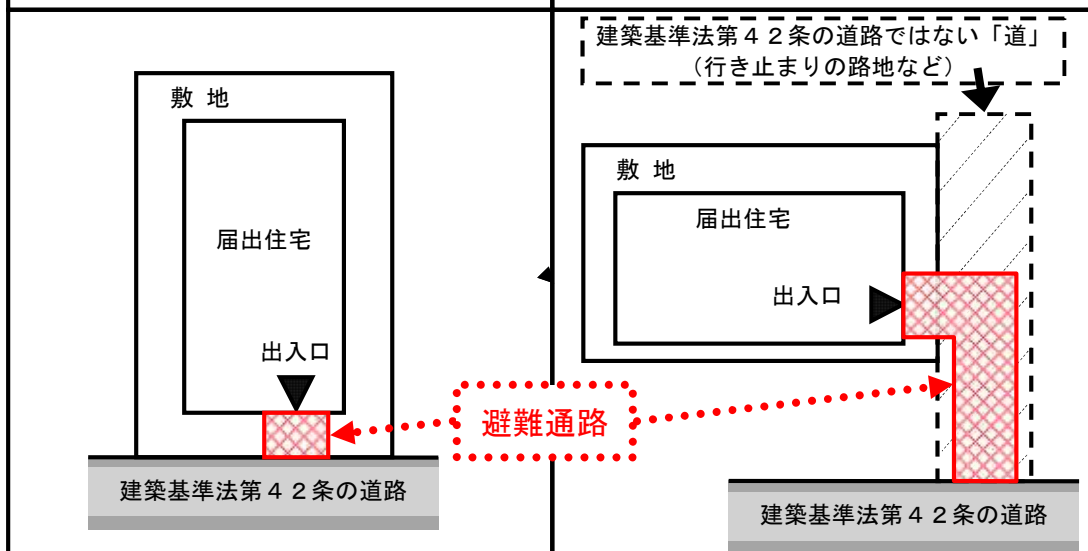 敷 地
届出住宅
出入口
建築基準法第４２条の道路
避難通路
建築基準法第４２条の道路ではない「道」
（行き止まりの路地など）
敷 地
届出住宅
出入口
建築基準法第４２条の道路